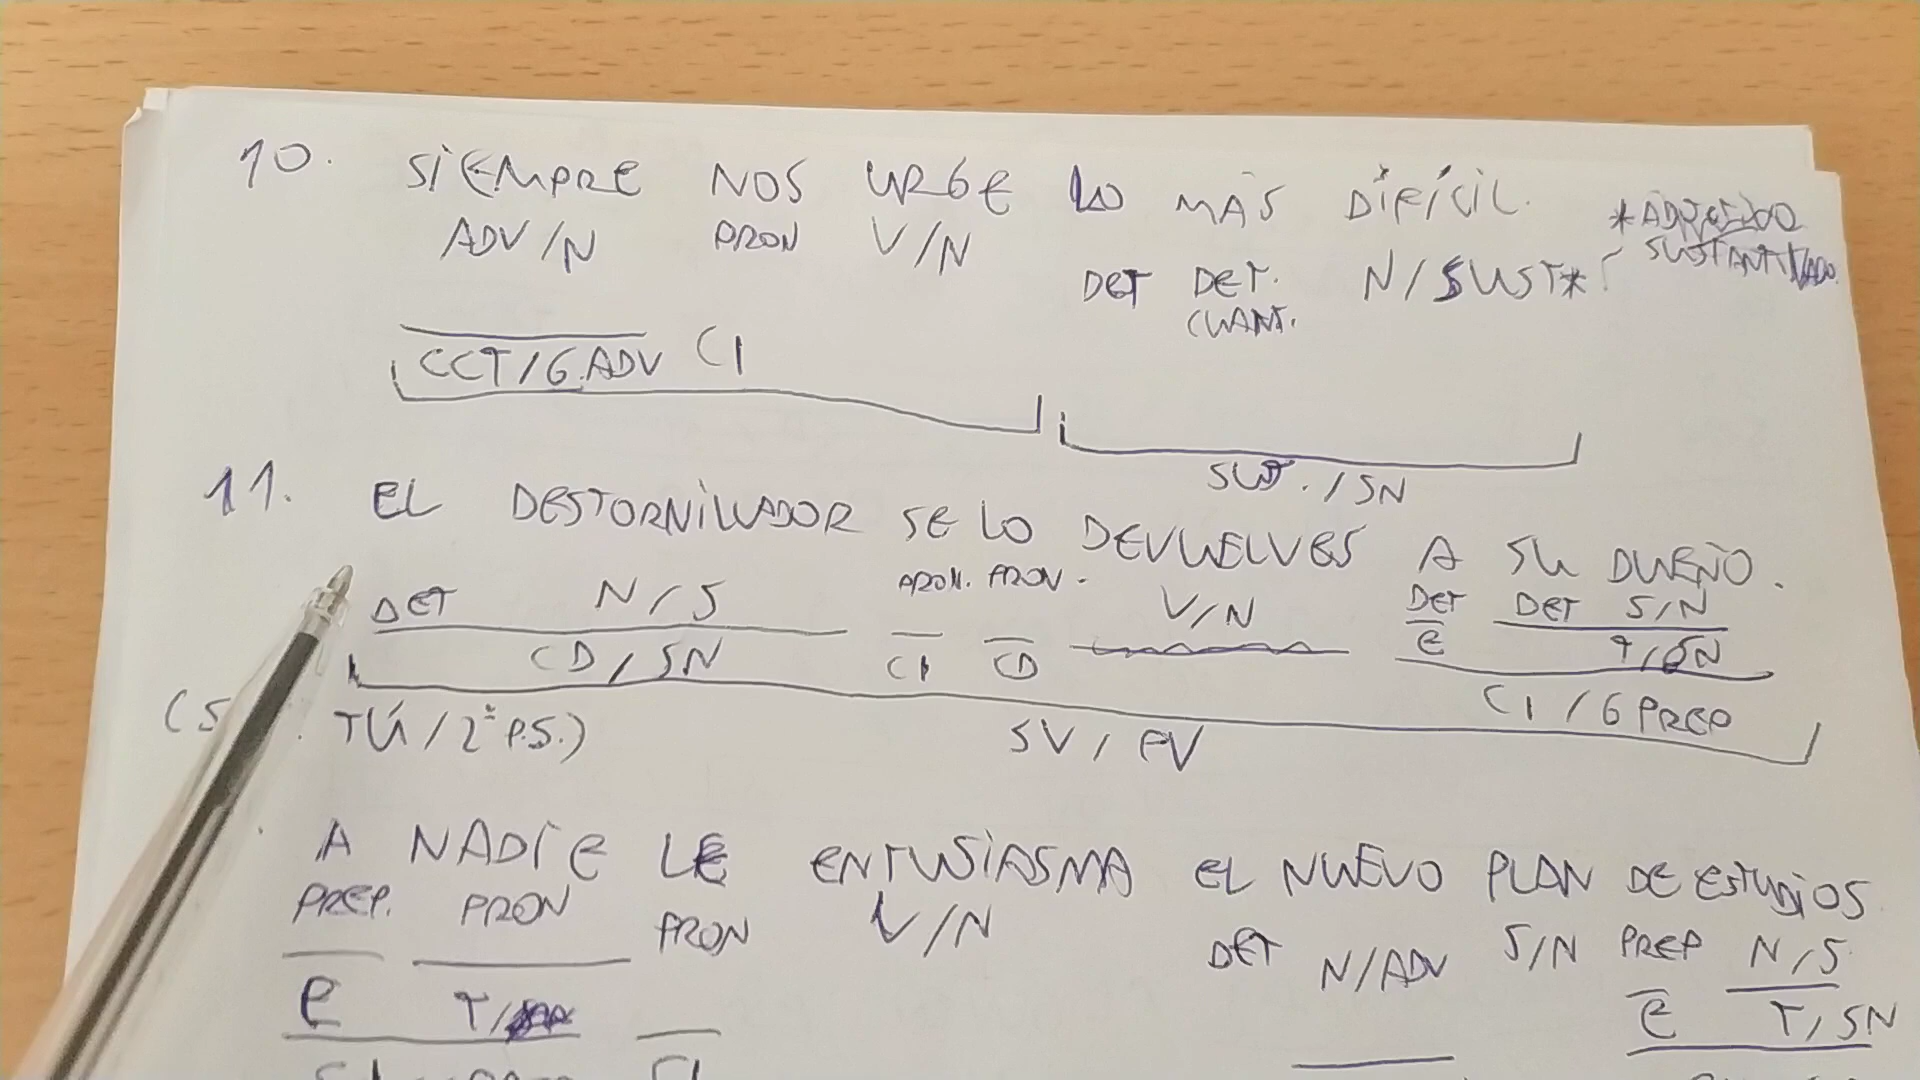 10. SIEMPRE NOS URGE LO MÁS DIFÍCIL.
ADV/N PRON V/N DET DET. CUANT. N/SUST* *ADJETIVO SUSTANTIVADO
CCT/G.ADV CI
SUJ./SN
11. EL DESTORNILLADOR SE LO DEVUELVES A SU DUEÑO.
DET N/S PRON. PRON. V/N DET DET S/N
CD/SN CI CD E T/SN
CI/G PREP
(S TÚ/2ª P.S.) SV/PV
A NADIE LE ENTUSIASMA EL NUEVO PLAN DE ESTUDIOS
PREP. PRON PRON V/N DET N/ADV S/N PREP N/S
E T/ E T/SN
CI